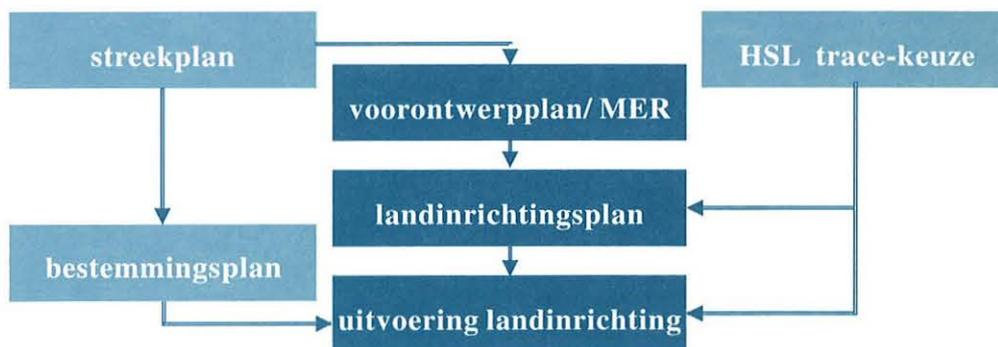 streekplan
HSL trace-keuze
voorontwerpplan/ MER
landinrichtingsplan
bestemmingsplan
uitvoering landinrichting